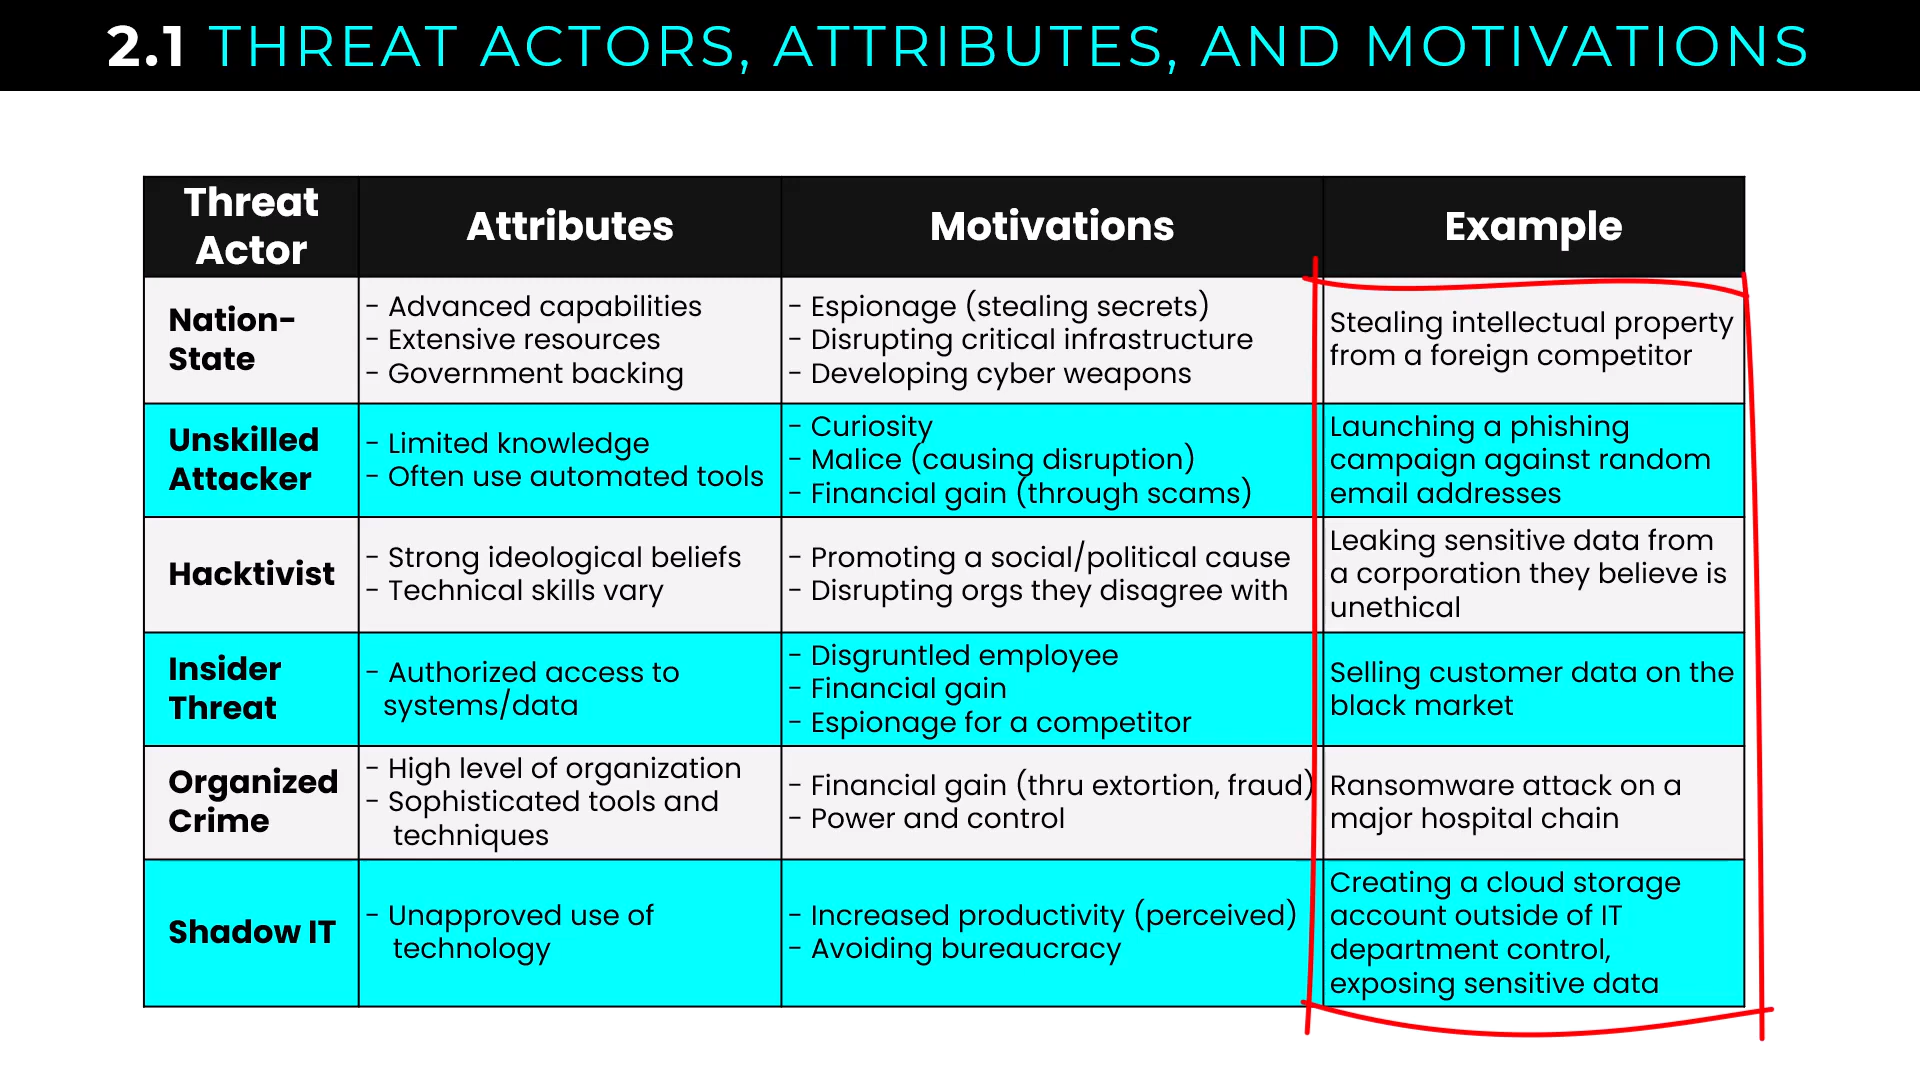 2.1 THREAT ACTORS, ATTRIBUTES, AND MOTIVATIONS
Threat
Actor
Attributes
Motivations
Example
Nation-
State
- Advanced capabilities
- Extensive resources
- Government backing
- Espionage (stealing secrets)
- Disrupting critical infrastructure
- Developing cyber weapons
Stealing intellectual property
from a foreign competitor
Unskilled
Attacker
- Limited knowledge
- Often use automated tools
- Curiosity
- Malice (causing disruption)
- Financial gain (through scams)
Launching a phishing
campaign against random
email addresses
Hacktivist
- Strong ideological beliefs
- Technical skills vary
- Promoting a social/political cause
- Disrupting orgs they disagree with
Leaking sensitive data from
a corporation they believe is
unethical
Insider
Threat
- Authorized access to
systems/data
- Disgruntled employee
- Financial gain
- Espionage for a competitor
Selling customer data on the
black market
Organized
Crime
- High level of organization
- Sophisticated tools and
techniques
- Financial gain (thru extortion, fraud)
- Power and control
Ransomware attack on a
major hospital chain
Shadow IT
- Unapproved use of
technology
- Increased productivity (perceived)
- Avoiding bureaucracy
Creating a cloud storage
account outside of IT
department control,
exposing sensitive data